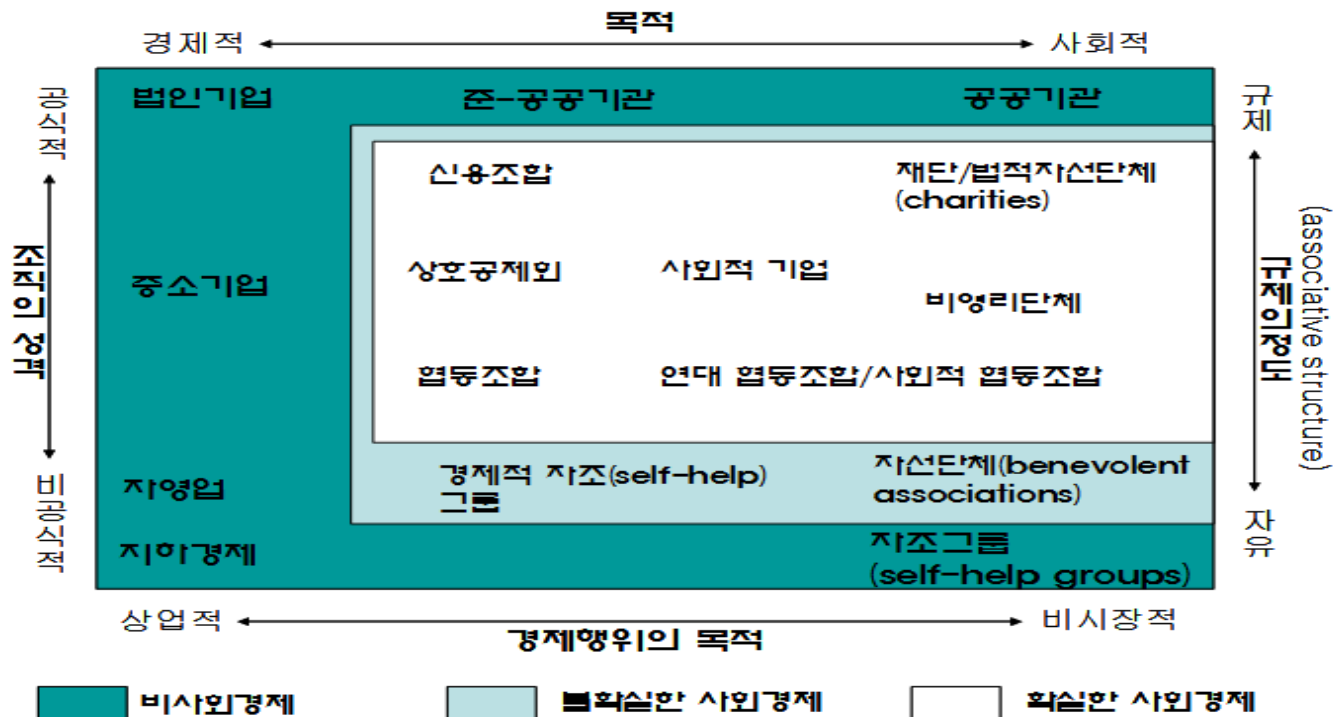 목적
경제적 사회적
법인기업 준-공공기관 공공기관
공식적
규제
신용조합 재단/법적자선단체
(charities)
조직의 성격
중소기업
상호공제회 사회적 기업
비영리단체
규제인정도
(associative structure)
협동조합 연대 협동조합/사회적 협동조합
비공식적
자영업
경제적 자조(self-help)
그룹
자선단체(benevolent
associations)
자유
지하경제
자조그룹
(self-help groups)
상업적 비시장적
경제행위의 목적
비사회경제 불확실한 사회경제 확실한 사회경제